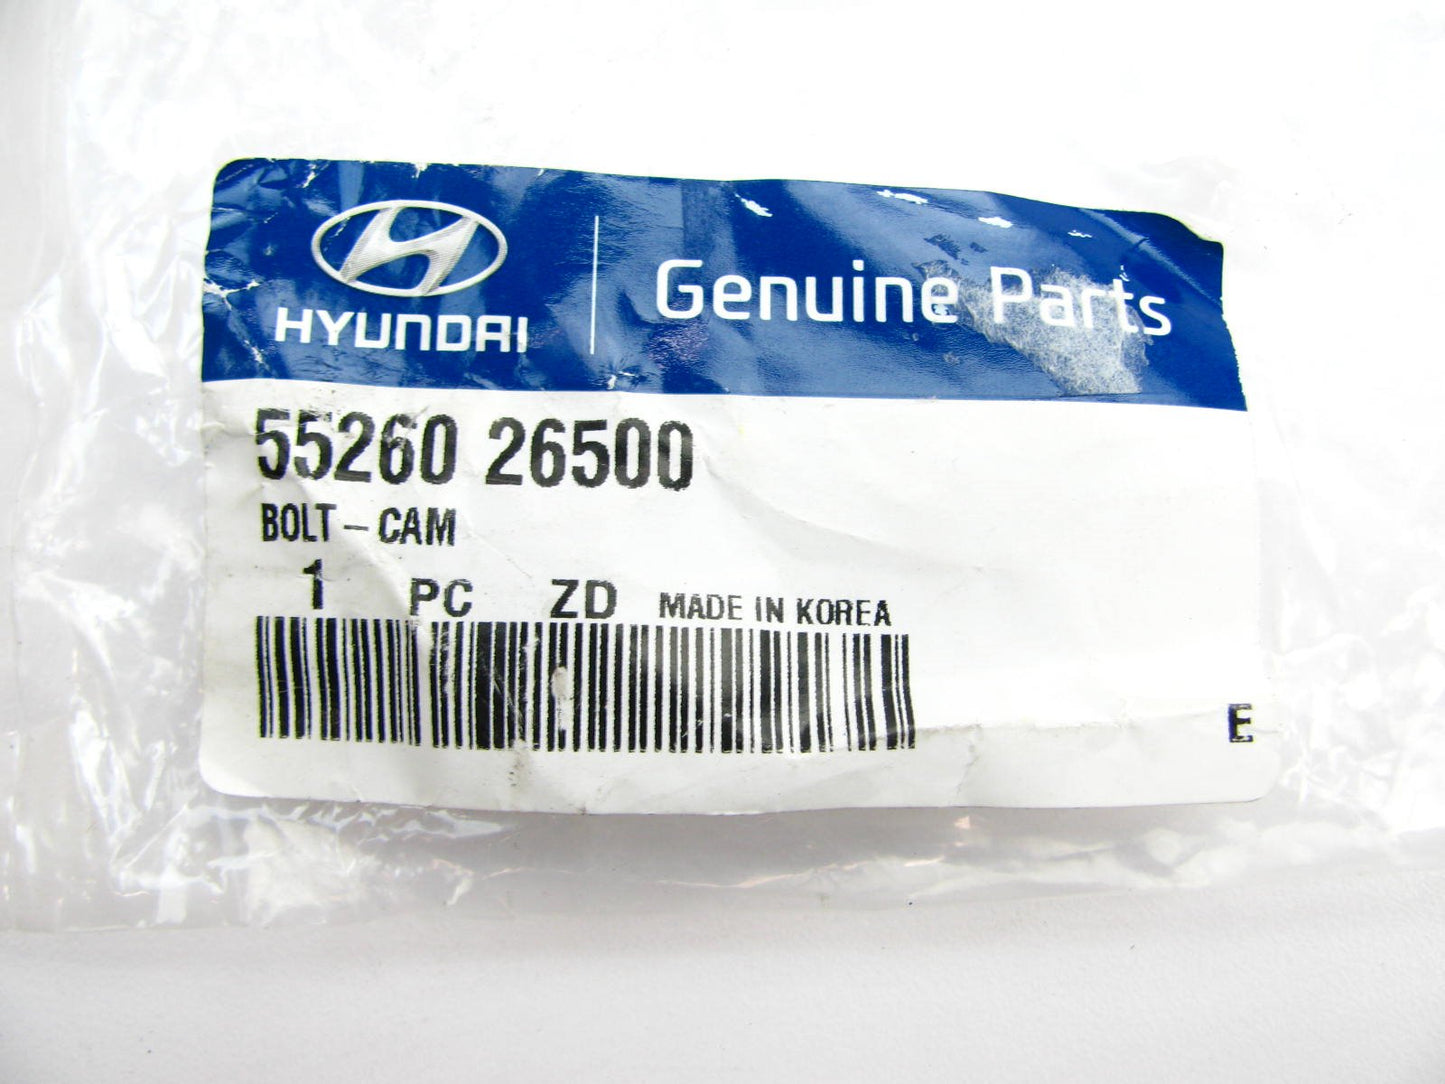 HYUNDAI
Genuine Parts
55260 26500
BOLT-CAM
1 PC ZD MADE IN KOREA
E